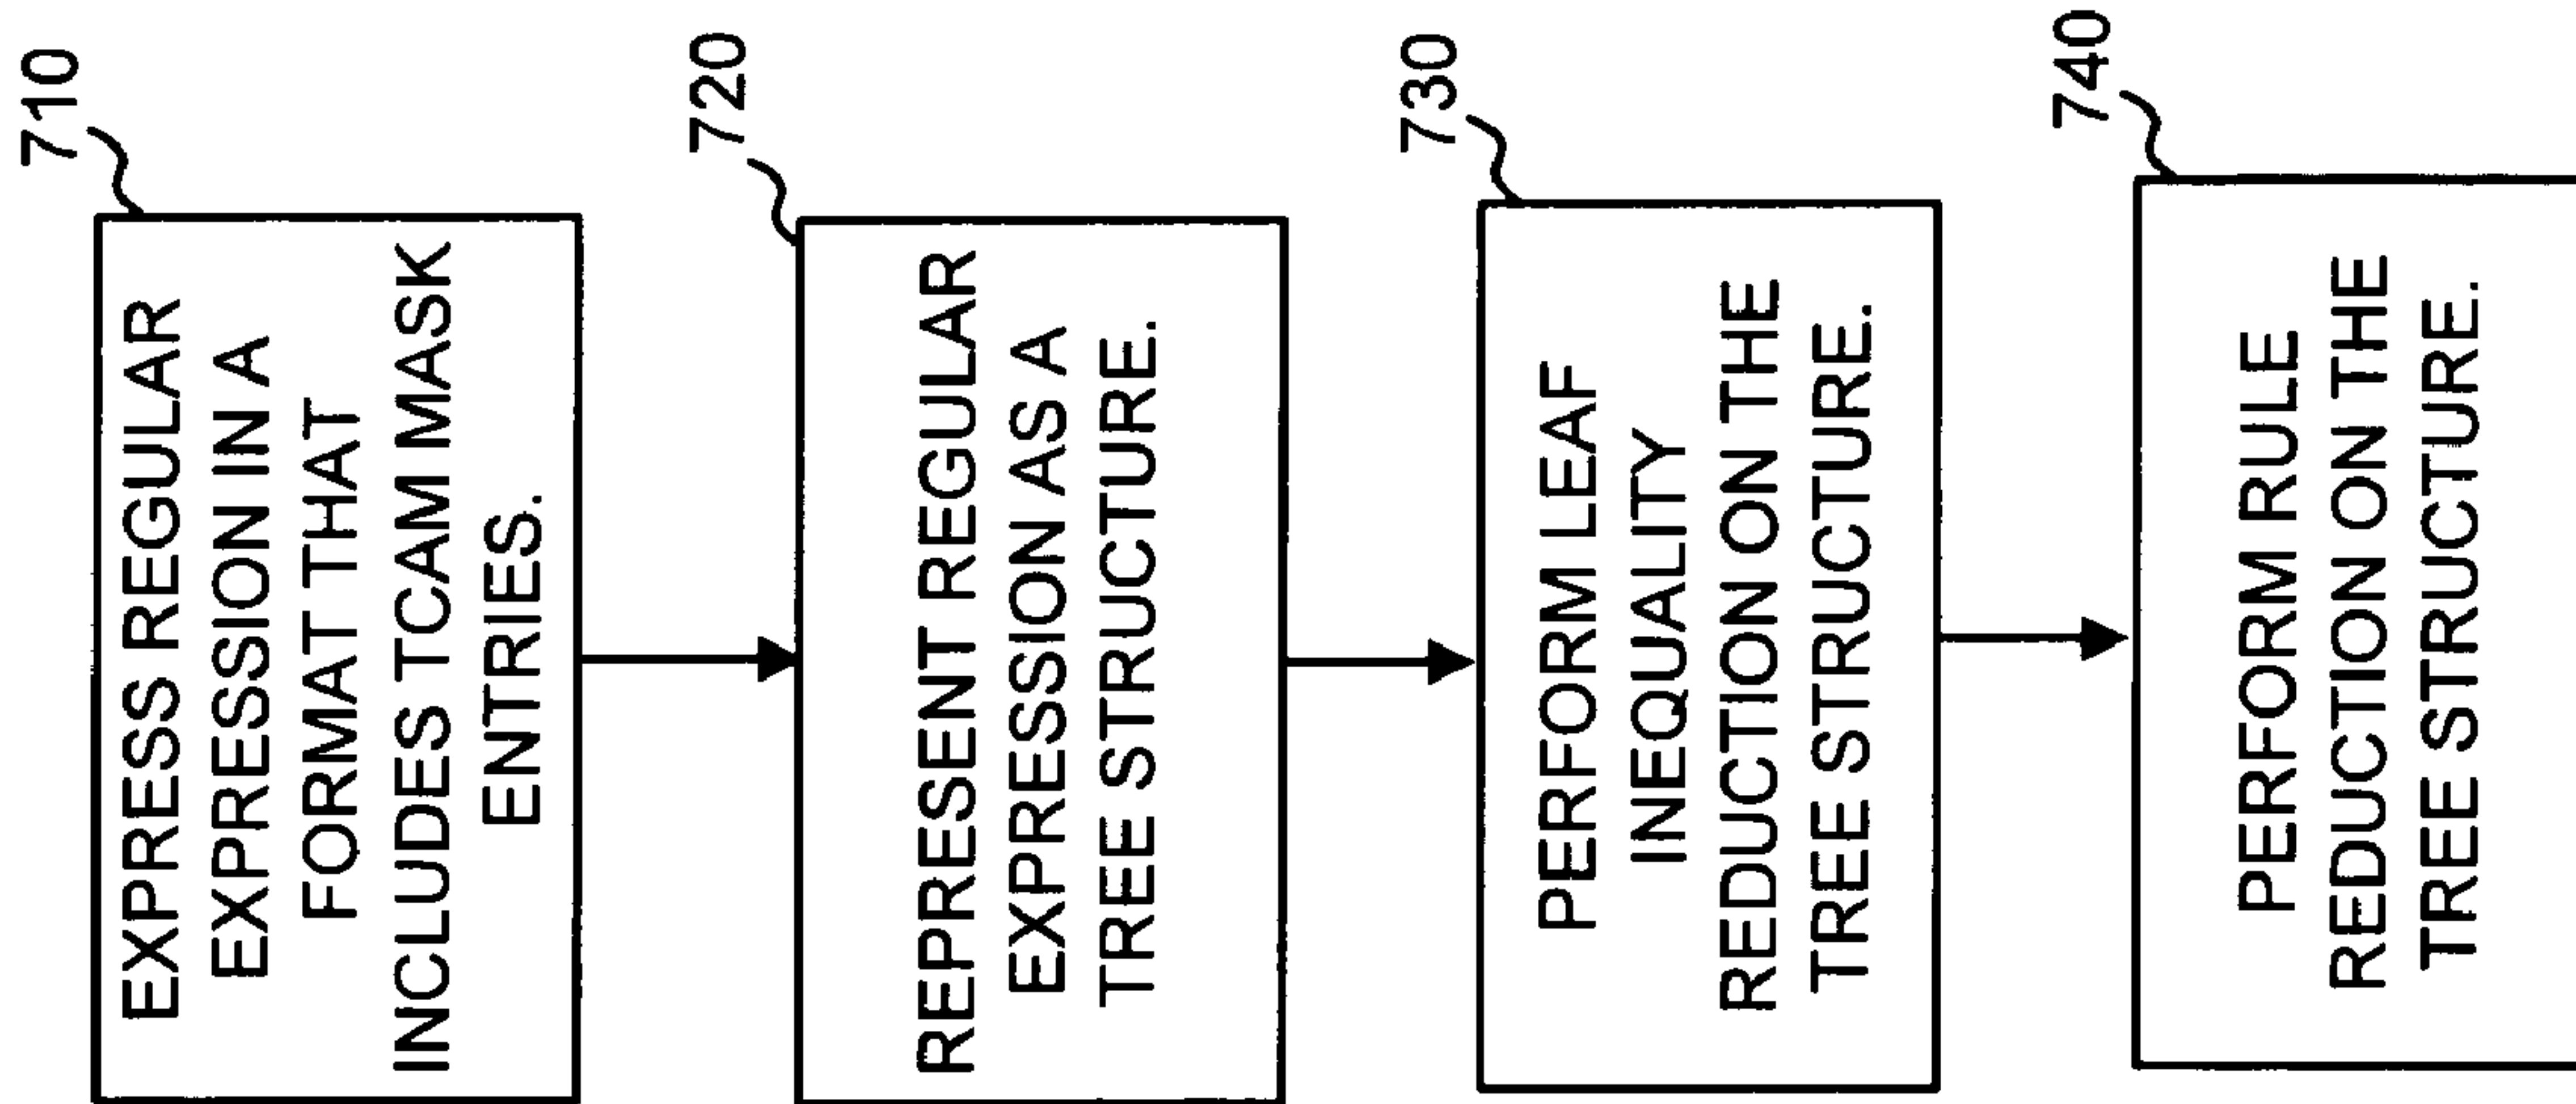 710
EXPRESS REGULAR
EXPRESSION IN A
FORMAT THAT
INCLUDES TCAM MASK
ENTRIES.
720
REPRESENT REGULAR
EXPRESSION AS A
TREE STRUCTURE.
730
PERFORM LEAF
INEQUALITY
REDUCTION ON THE
TREE STRUCTURE.
740
PERFORM RULE
REDUCTION ON THE
TREE STRUCTURE.